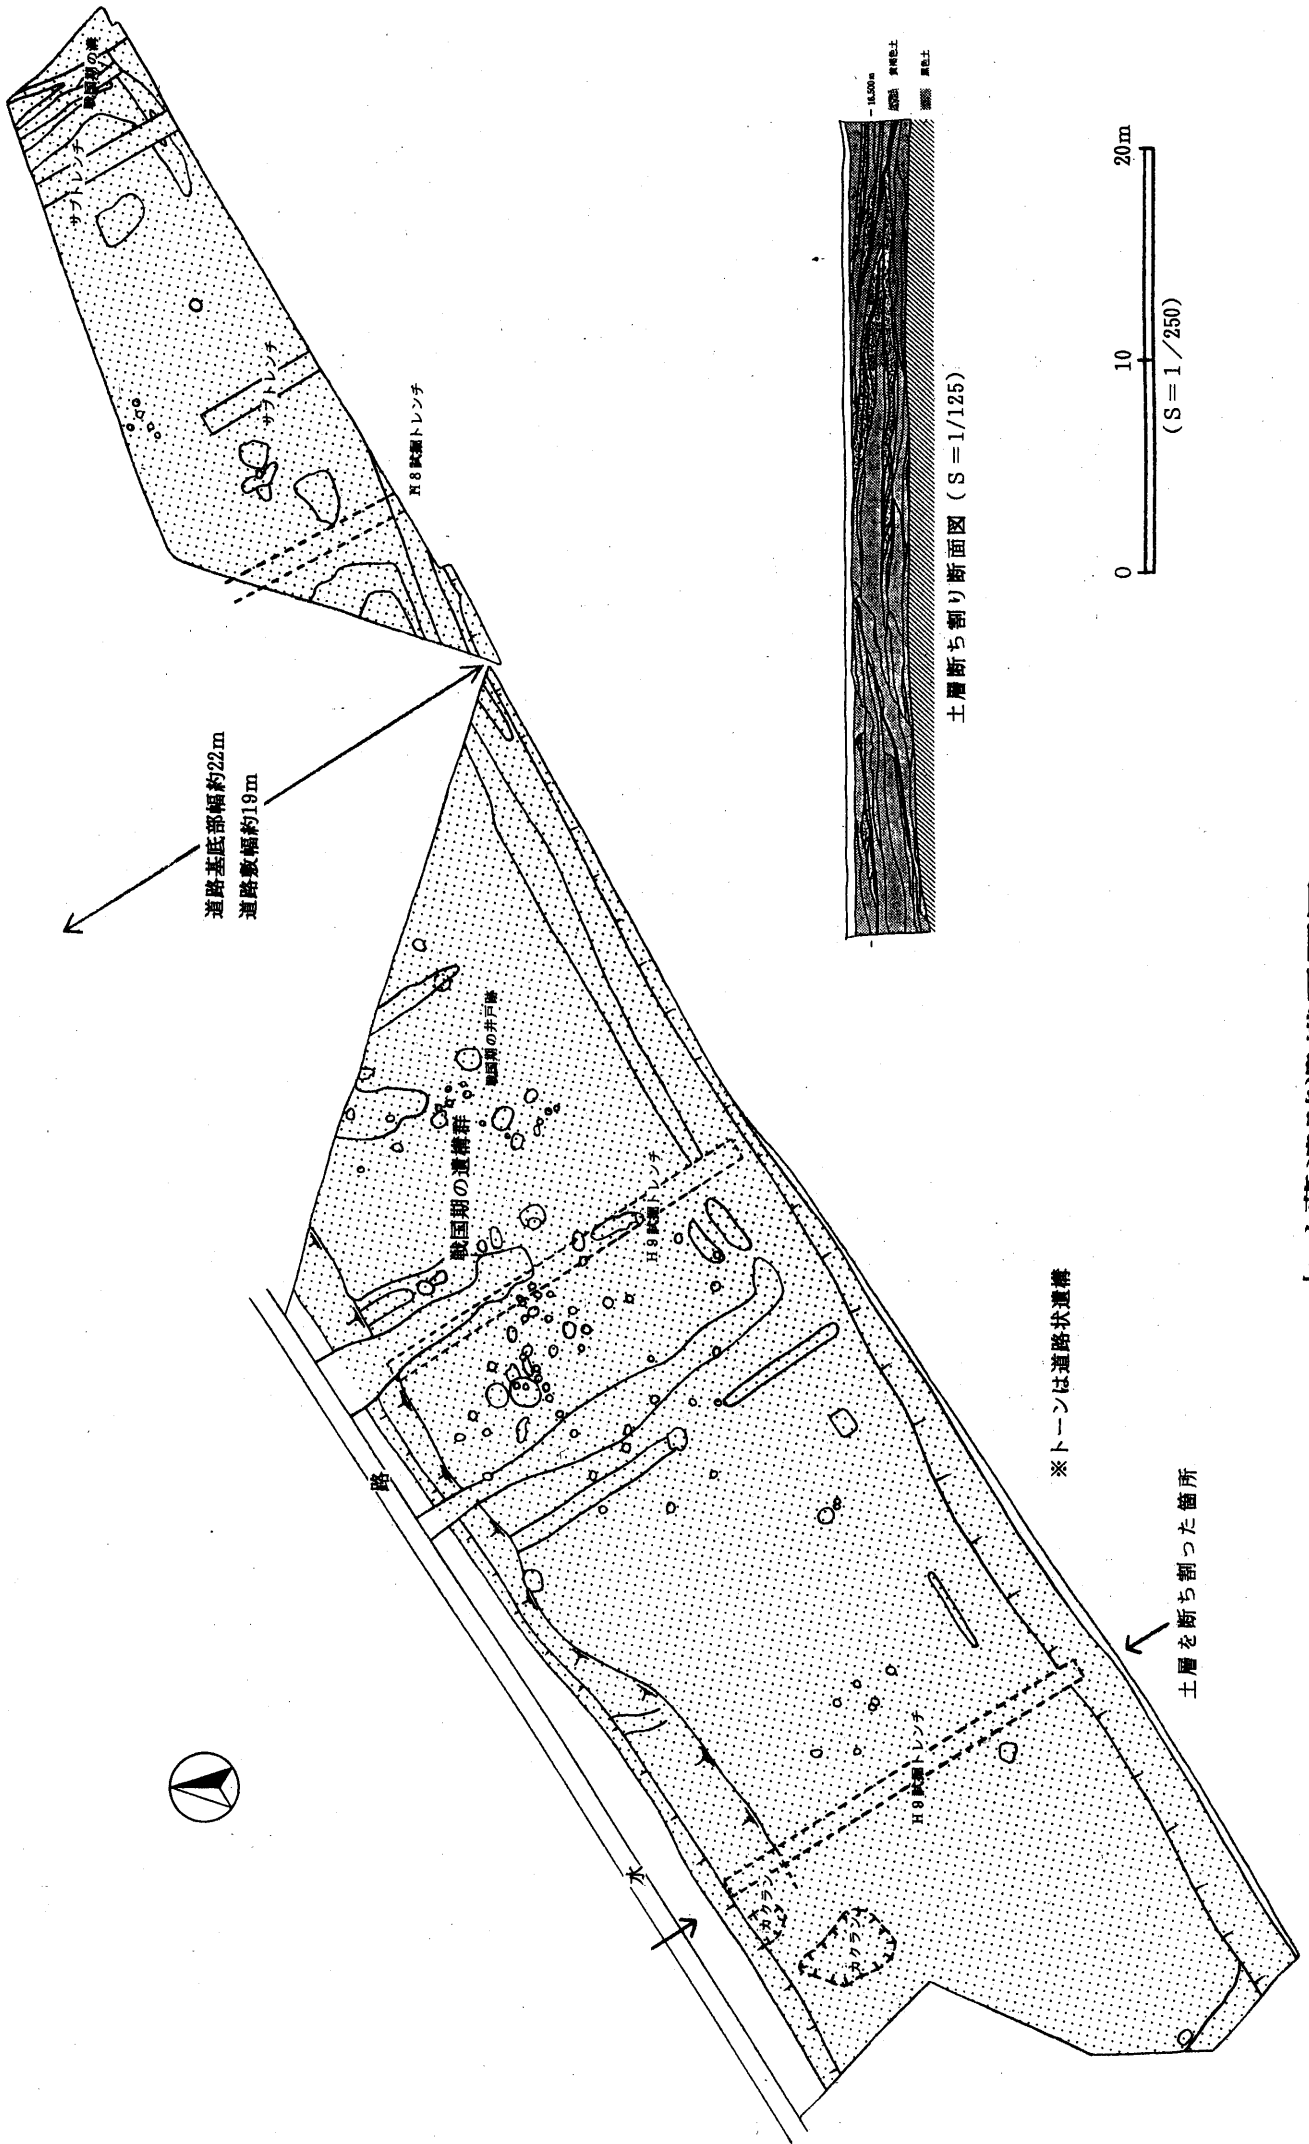 戦国期の溝
サブトレンチ
サブトレンチ
H8試掘トレンチ
道路基底部幅約22m
道路敷幅約19m
戦国期の井戸跡
戦国期の遺構群
H9試掘トレンチ
水
路
H9試掘トレンチ
カクラン
カクラン
土層を断ち割った箇所
※トーンは道路状遺構
16.500m
黄褐色土
黒色土
土層断ち割り断面図(S=1/125)
0 10 20m
(S=1/250)